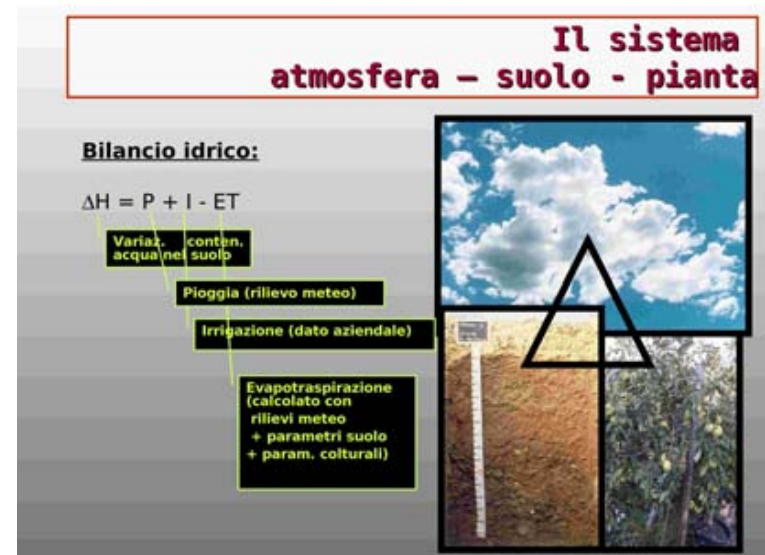 Il sistema
atmosfera – suolo - pianta
Bilancio idrico:
ΔH = P + I - ET
Variaz. conten.
acqua nel suolo
Pioggia (rilievo meteo)
Irrigazione (dato aziendale)
Evapotraspirazione
(calcolato con
rilievi meteo
+ parametri suolo
+ param. colturali)